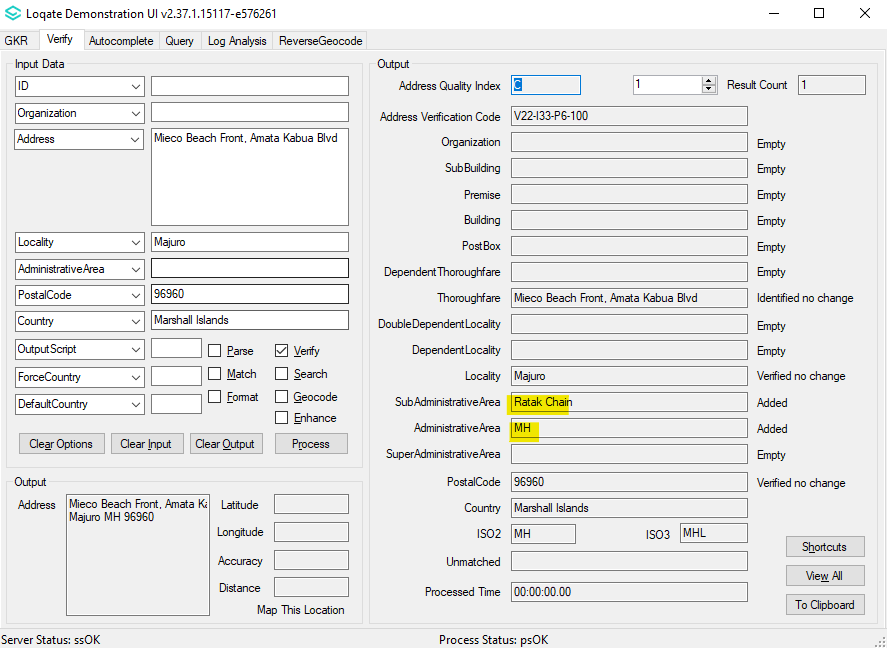 Loqate Demonstration UI v2.37.1.15117-e576261
GKR Verify Autocomplete Query Log Analysis ReverseGeocode
Input Data
ID
Organization
Address Mieco Beach Front, Amata Kabua Blvd
Locality Majuro
AdministrativeArea
PostalCode 96960
Country Marshall Islands
OutputScript Parse Verify
ForceCountry Match Search
DefaultCountry Format Geocode
Enhance
Clear Options Clear Input Clear Output Process
Output
Address Mieco Beach Front, Amata Ka
Majuro MH 96960
Latitude
Longitude
Accuracy
Distance
Map This Location
Output
Address Quality Index C 1 Result Count 1
Address Verification Code V22-I33-P6-100
Organization Empty
SubBuilding Empty
Premise Empty
Building Empty
PostBox Empty
DependentThoroughfare Empty
Thoroughfare Mieco Beach Front, Amata Kabua Blvd Identified no change
DoubleDependentLocality Empty
DependentLocality Empty
Locality Majuro Verified no change
SubAdministrativeArea Ratak Chain Added
AdministrativeArea MH Added
SuperAdministrativeArea Empty
PostalCode 96960 Verified no change
Country Marshall Islands
ISO2 MH ISO3 MHL
Unmatched
Processed Time 00:00:00.00
Shortcuts
View All
To Clipboard
Server Status: ssOK Process Status: psOK